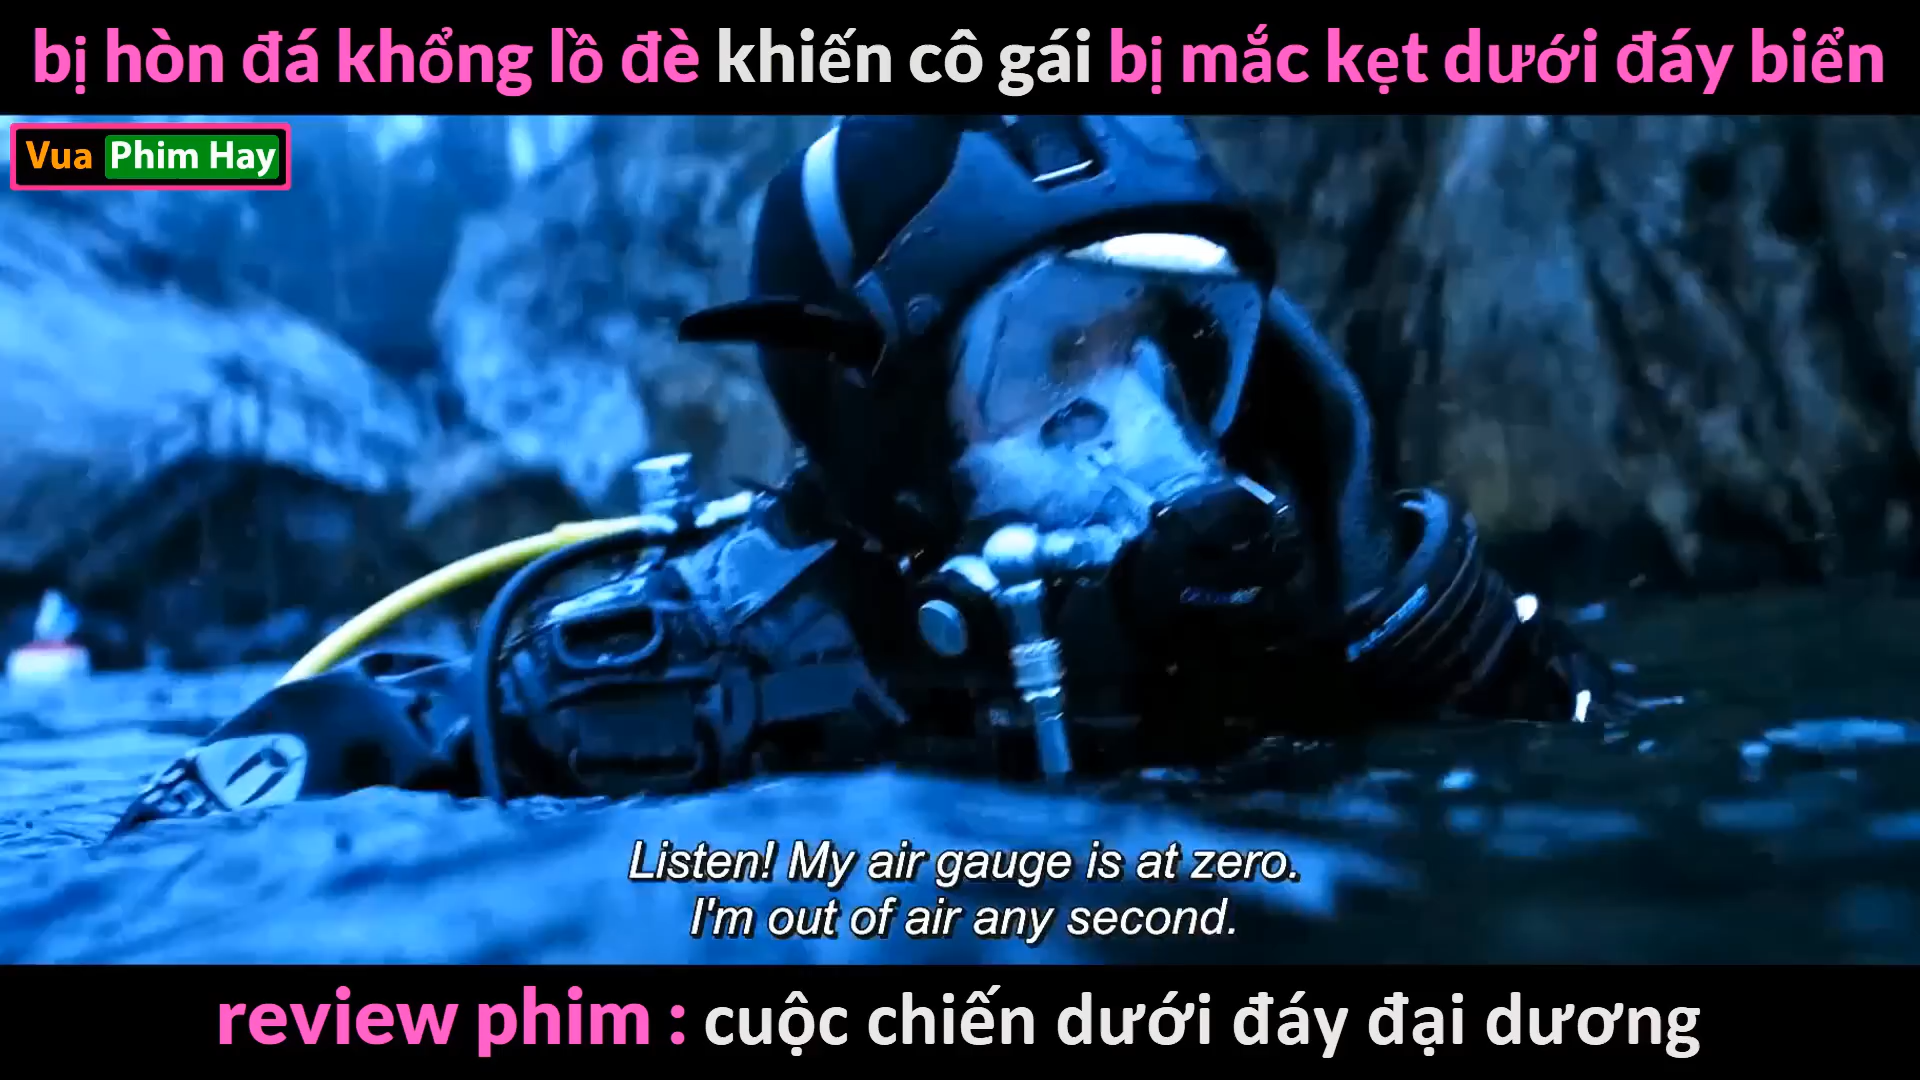 bị hòn đá khổng lồ đè khiến cô gái bị mắc kẹt dưới đáy biển
Vua Phim Hay
Listen! My air gauge is at zero.
I'm out of air any second.
review phim : cuộc chiến dưới đáy đại dương